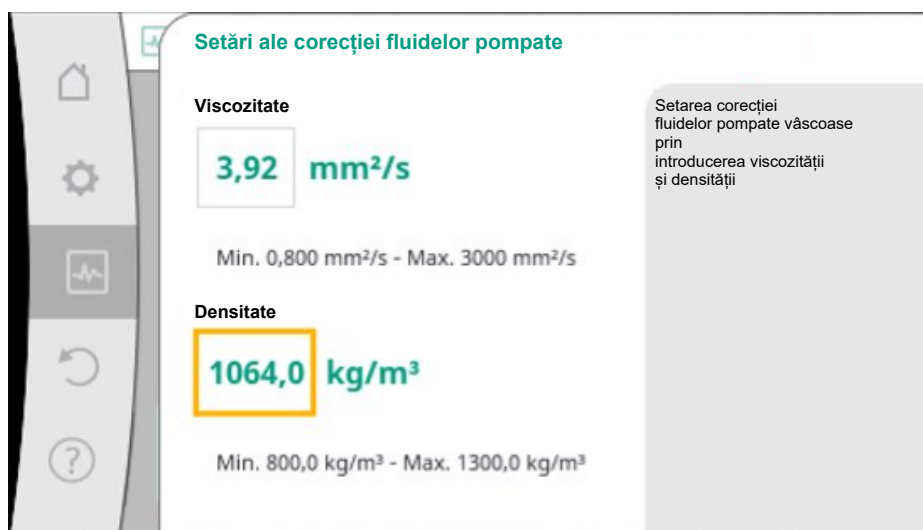 Setări ale corecției fluidelor pompate
Viscozitate
3,92 mm²/s
Min. 0,800 mm²/s - Max. 3000 mm²/s
Densitate
1064,0 kg/m³
Min. 800,0 kg/m³ - Max. 1300,0 kg/m³
Setarea corecției
fluidelor pompate vâscoase
prin
introducerea viscozității
și densității
?